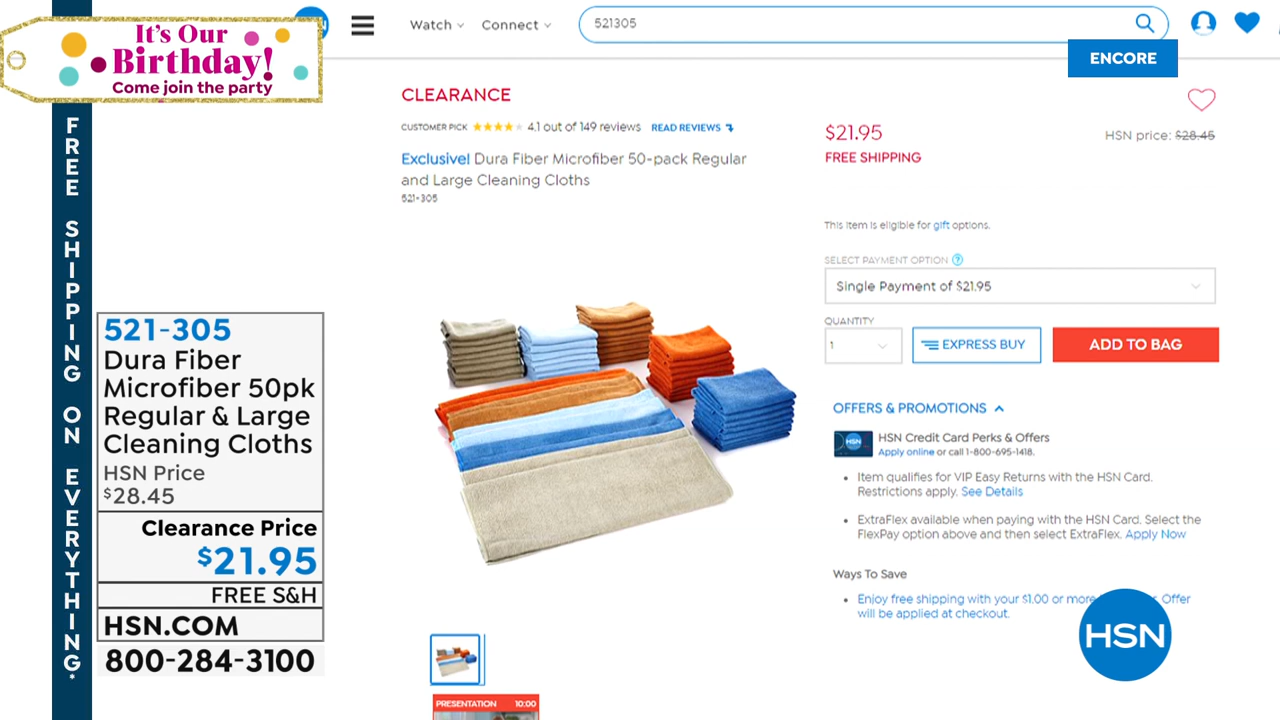 It's Our
Birthday!
Come join the party
FREE SHIPPING ON EVERYTHING*
521-305
Dura Fiber
Microfiber 50pk
Regular & Large
Cleaning Cloths
HSN Price
$28.45
Clearance Price
$21.95
FREE S&H
HSN.COM
800-284-3100
Watch
Connect
521305
ENCORE
CLEARANCE
CUSTOMER PICK 4.1 out of 149 reviews READ REVIEWS
Exclusive! Dura Fiber Microfiber 50-pack Regular
and Large Cleaning Cloths
521-305
$21.95
HSN price: $28.45
FREE SHIPPING
This item is eligible for gift options.
SELECT PAYMENT OPTION ?
Single Payment of $21.95
QUANTITY
1
EXPRESS BUY
ADD TO BAG
OFFERS & PROMOTIONS
HSN
HSN Credit Card Perks & Offers
Apply online or call 1-800-695-1418.
• Item qualifies for VIP Easy Returns with the HSN Card.
Restrictions apply. See Details
• ExtraFlex available when paying with the HSN Card. Select the
FlexPay option above and then select ExtraFlex. Apply Now
Ways To Save
• Enjoy free shipping with your $1.00 or more Offer
will be applied at checkout.
HSN
PRESENTATION 10:00